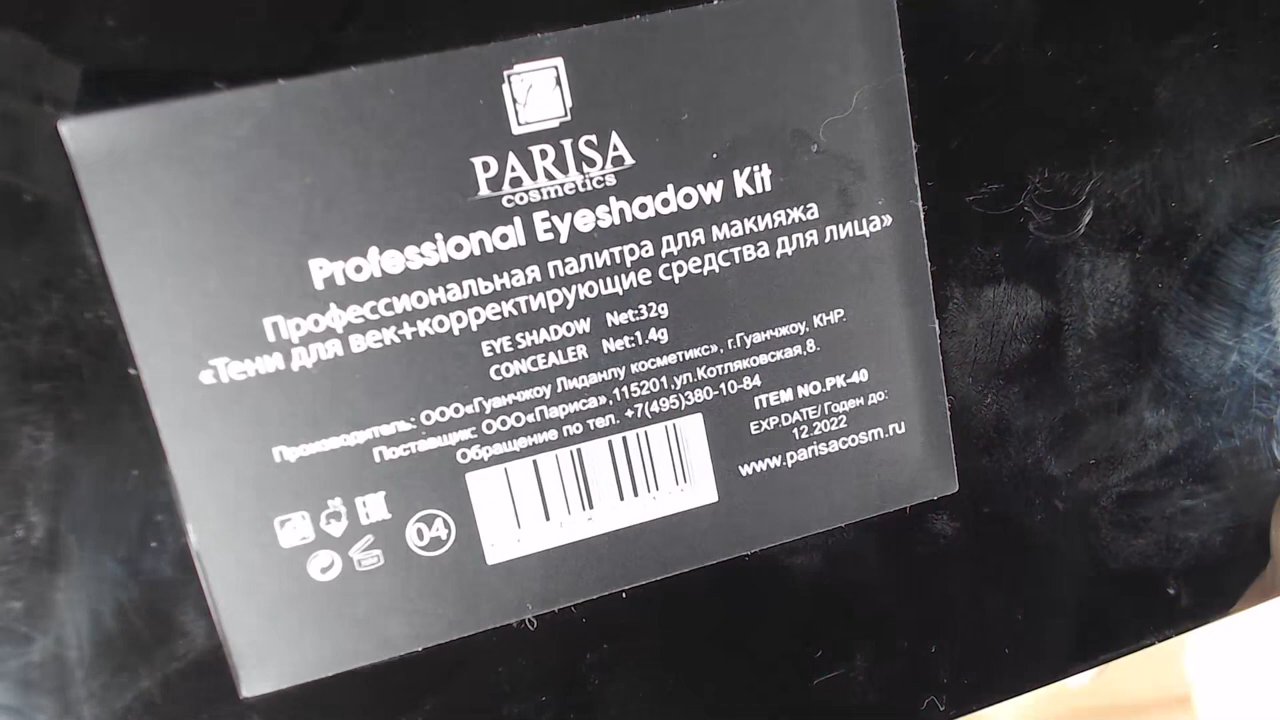 PARISA
cosmetics
Professional Eyeshadow Kit
Профессиональная палитра для макияжа
«Тени для век+корректирующие средства для лица»
EYE SHADOW Net:32g
CONCEALER Net:1.4g
Производитель: ООО«Гуанчжоу Лиданлу косметикс», г.Гуанчжоу, КНР.
Поставщик: ООО«Париса»,115201,ул.Котляковская,8.
Обращение по тел. +7(495)380-10-84
ITEM NO.PK-40
EXP.DATE/ Годен до:
12.2022
www.parisacosm.ru
EAC
04